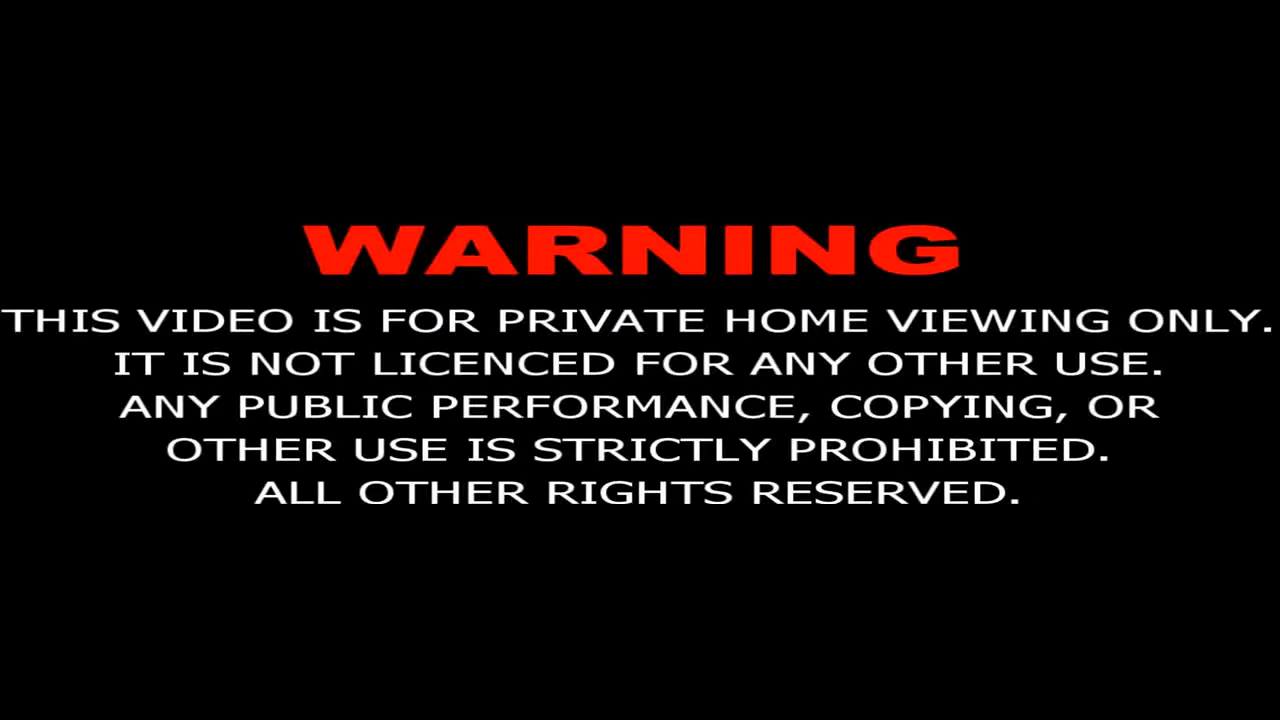 WARNING
THIS VIDEO IS FOR PRIVATE HOME VIEWING ONLY.
IT IS NOT LICENCED FOR ANY OTHER USE.
ANY PUBLIC PERFORMANCE, COPYING, OR
OTHER USE IS STRICTLY PROHIBITED.
ALL OTHER RIGHTS RESERVED.